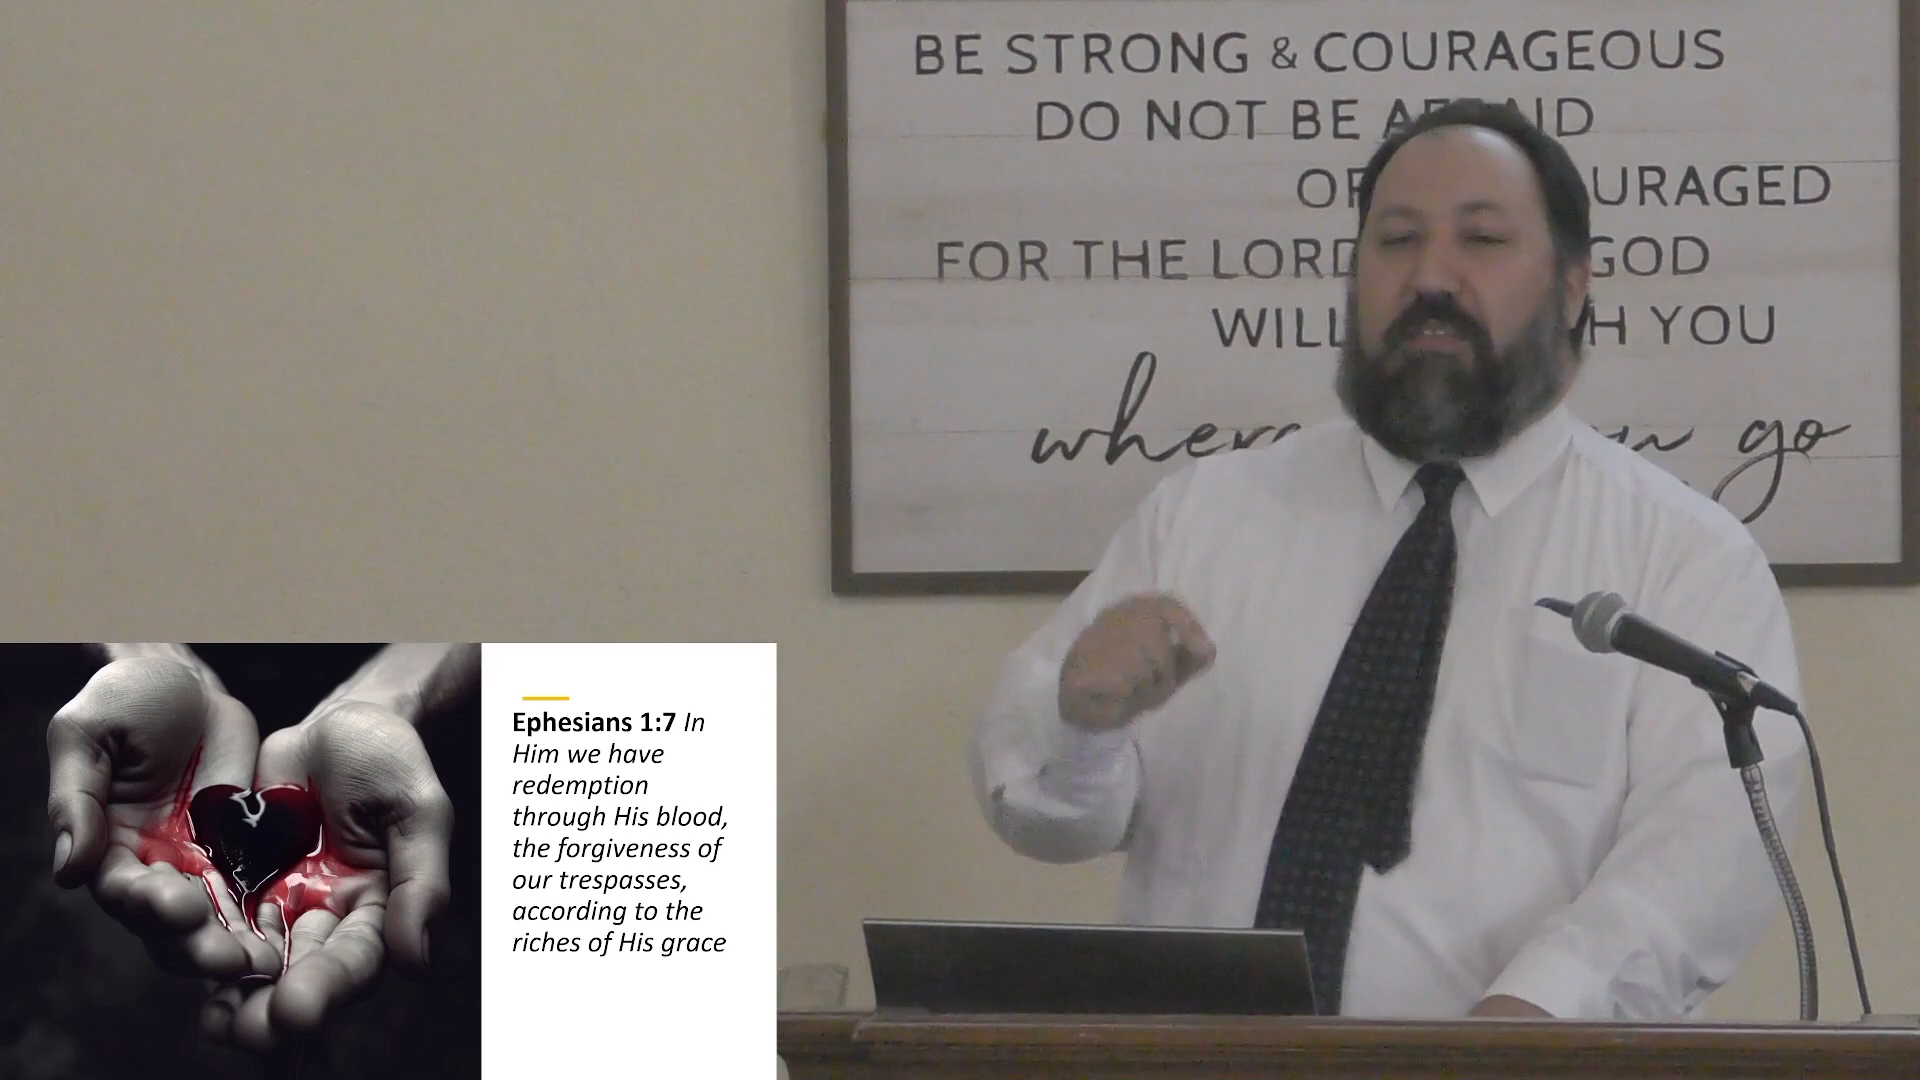 BE STRONG & COURAGEOUS
DO NOT BE
URAGED
FOR THE LORD GOD
WILL YOU
go
Ephesians 1:7 In
Him we have
redemption
through His blood,
the forgiveness of
our trespasses,
according to the
riches of His grace